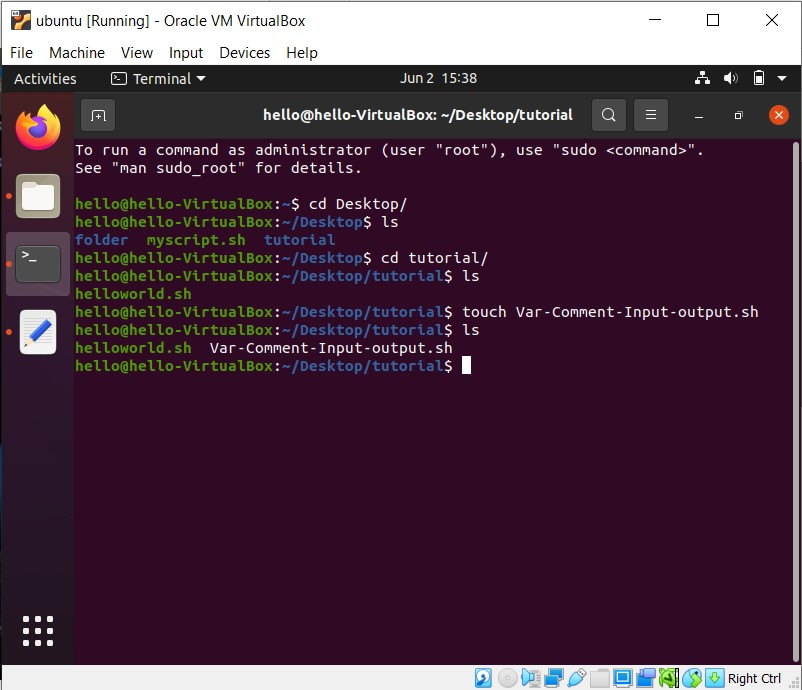 ubuntu [Running] - Oracle VM VirtualBox
File Machine View Input Devices Help
Activities Terminal Jun 2 15:38
hello@hello-VirtualBox: ~/Desktop/tutorial
To run a command as administrator (user "root"), use "sudo <command>".
See "man sudo_root" for details.
hello@hello-VirtualBox:~$ cd Desktop/
hello@hello-VirtualBox:~/Desktop$ ls
folder myscript.sh tutorial
hello@hello-VirtualBox:~/Desktop$ cd tutorial/
hello@hello-VirtualBox:~/Desktop/tutorial$ ls
helloworld.sh
hello@hello-VirtualBox:~/Desktop/tutorial$ touch Var-Comment-Input-output.sh
hello@hello-VirtualBox:~/Desktop/tutorial$ ls
helloworld.sh Var-Comment-Input-output.sh
hello@hello-VirtualBox:~/Desktop/tutorial$
Right Ctrl